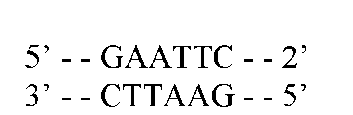 5’ - - GAATTC - - 2’
3’ - - CTTAAG - - 5’